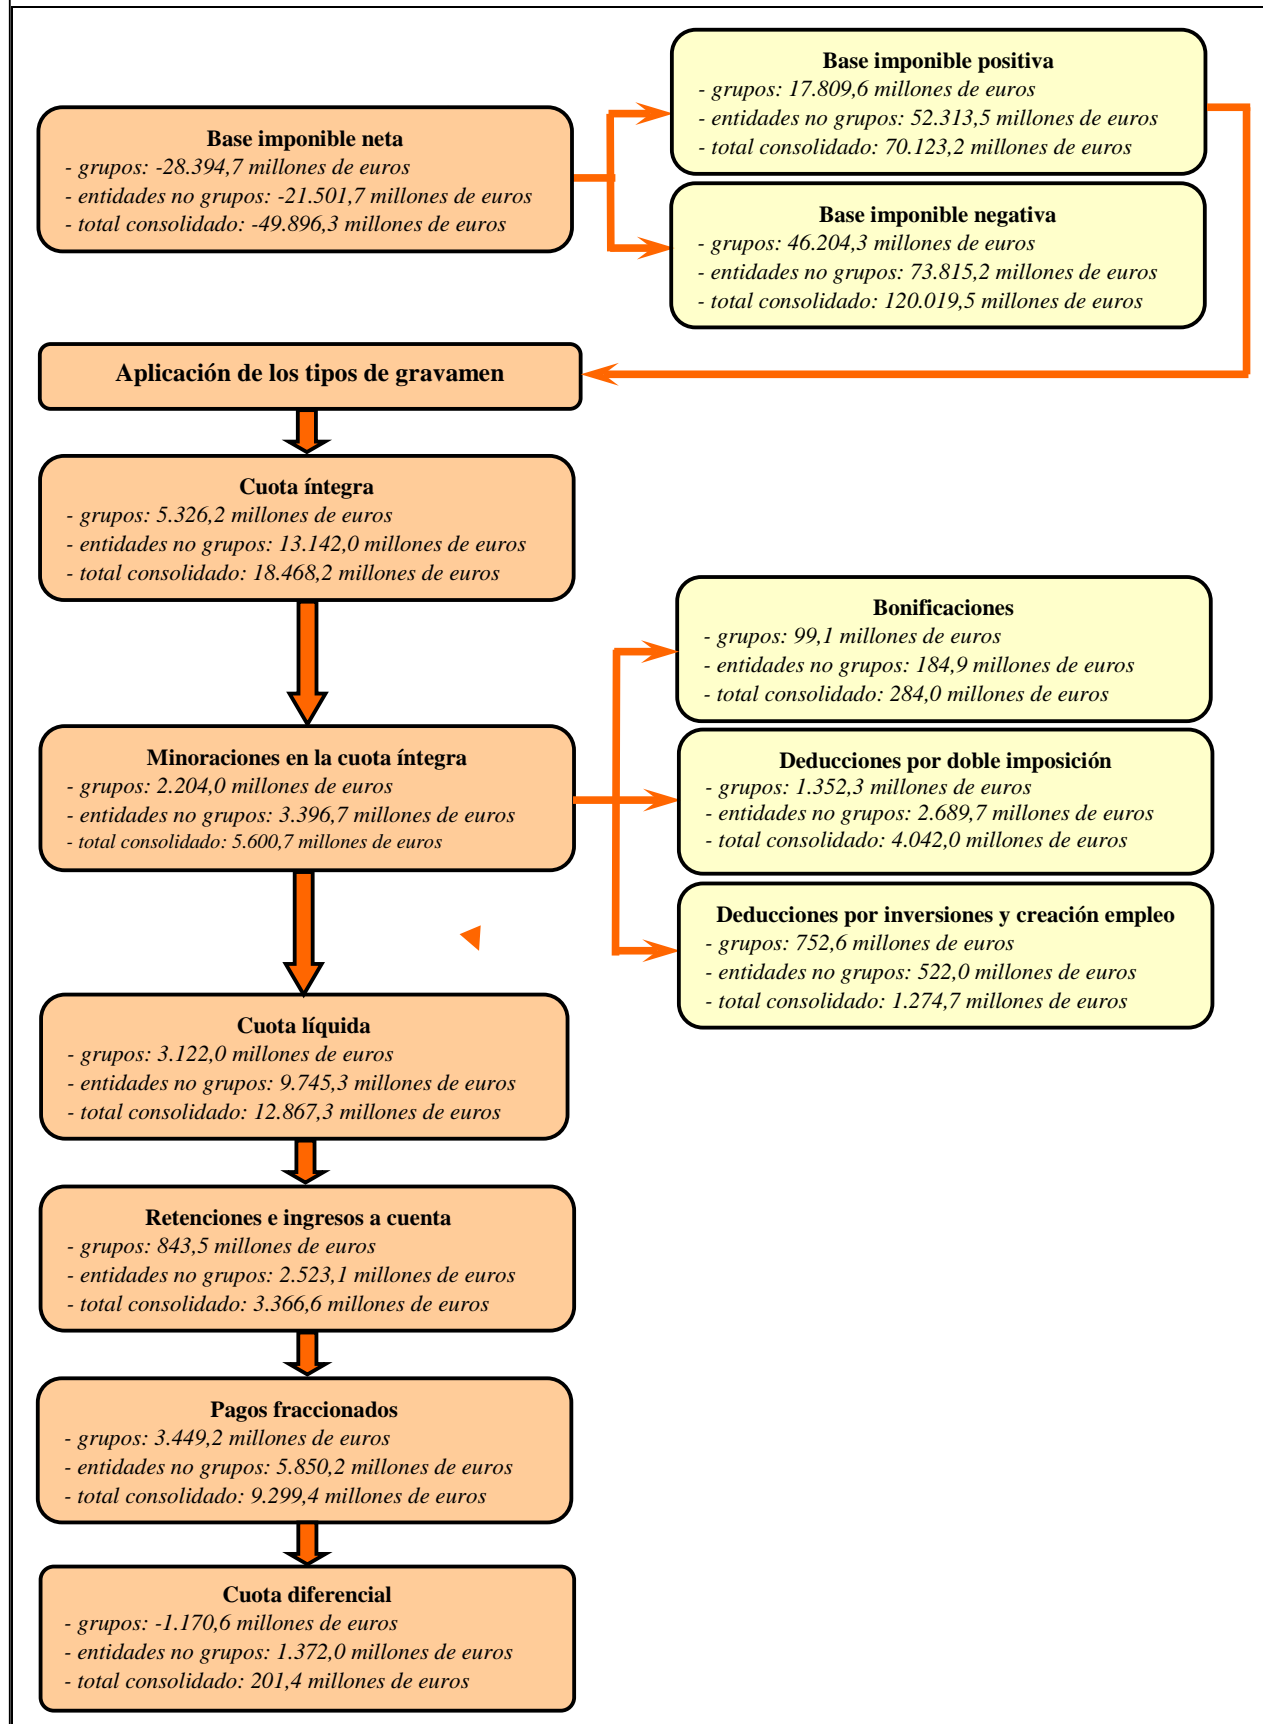 Base imponible neta
- grupos: -28.394,7 millones de euros
- entidades no grupos: -21.501,7 millones de euros
- total consolidado: -49.896,3 millones de euros
Base imponible positiva
- grupos: 17.809,6 millones de euros
- entidades no grupos: 52.313,5 millones de euros
- total consolidado: 70.123,2 millones de euros
Base imponible negativa
- grupos: 46.204,3 millones de euros
- entidades no grupos: 73.815,2 millones de euros
- total consolidado: 120.019,5 millones de euros
Aplicación de los tipos de gravamen
Cuota íntegra
- grupos: 5.326,2 millones de euros
- entidades no grupos: 13.142,0 millones de euros
- total consolidado: 18.468,2 millones de euros
Minoraciones en la cuota íntegra
- grupos: 2.204,0 millones de euros
- entidades no grupos: 3.396,7 millones de euros
- total consolidado: 5.600,7 millones de euros
Bonificaciones
- grupos: 99,1 millones de euros
- entidades no grupos: 184,9 millones de euros
- total consolidado: 284,0 millones de euros
Deducciones por doble imposición
- grupos: 1.352,3 millones de euros
- entidades no grupos: 2.689,7 millones de euros
- total consolidado: 4.042,0 millones de euros
Deducciones por inversiones y creación empleo
- grupos: 752,6 millones de euros
- entidades no grupos: 522,0 millones de euros
- total consolidado: 1.274,7 millones de euros
Cuota líquida
- grupos: 3.122,0 millones de euros
- entidades no grupos: 9.745,3 millones de euros
- total consolidado: 12.867,3 millones de euros
Retenciones e ingresos a cuenta
- grupos: 843,5 millones de euros
- entidades no grupos: 2.523,1 millones de euros
- total consolidado: 3.366,6 millones de euros
Pagos fraccionados
- grupos: 3.449,2 millones de euros
- entidades no grupos: 5.850,2 millones de euros
- total consolidado: 9.299,4 millones de euros
Cuota diferencial
- grupos: -1.170,6 millones de euros
- entidades no grupos: 1.372,0 millones de euros
- total consolidado: 201,4 millones de euros